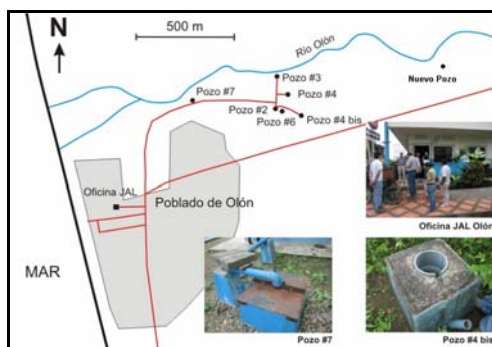 N
500 m
Río Olón
Pozo #3
Nuevo Pozo
Pozo #7
Pozo #4
Pozo #2
Pozo #6
Pozo #4 bis
Oficina JAL
Poblado de Olón
Oficina JAL Olón
MAR
Pozo #7
Pozo #4 bis